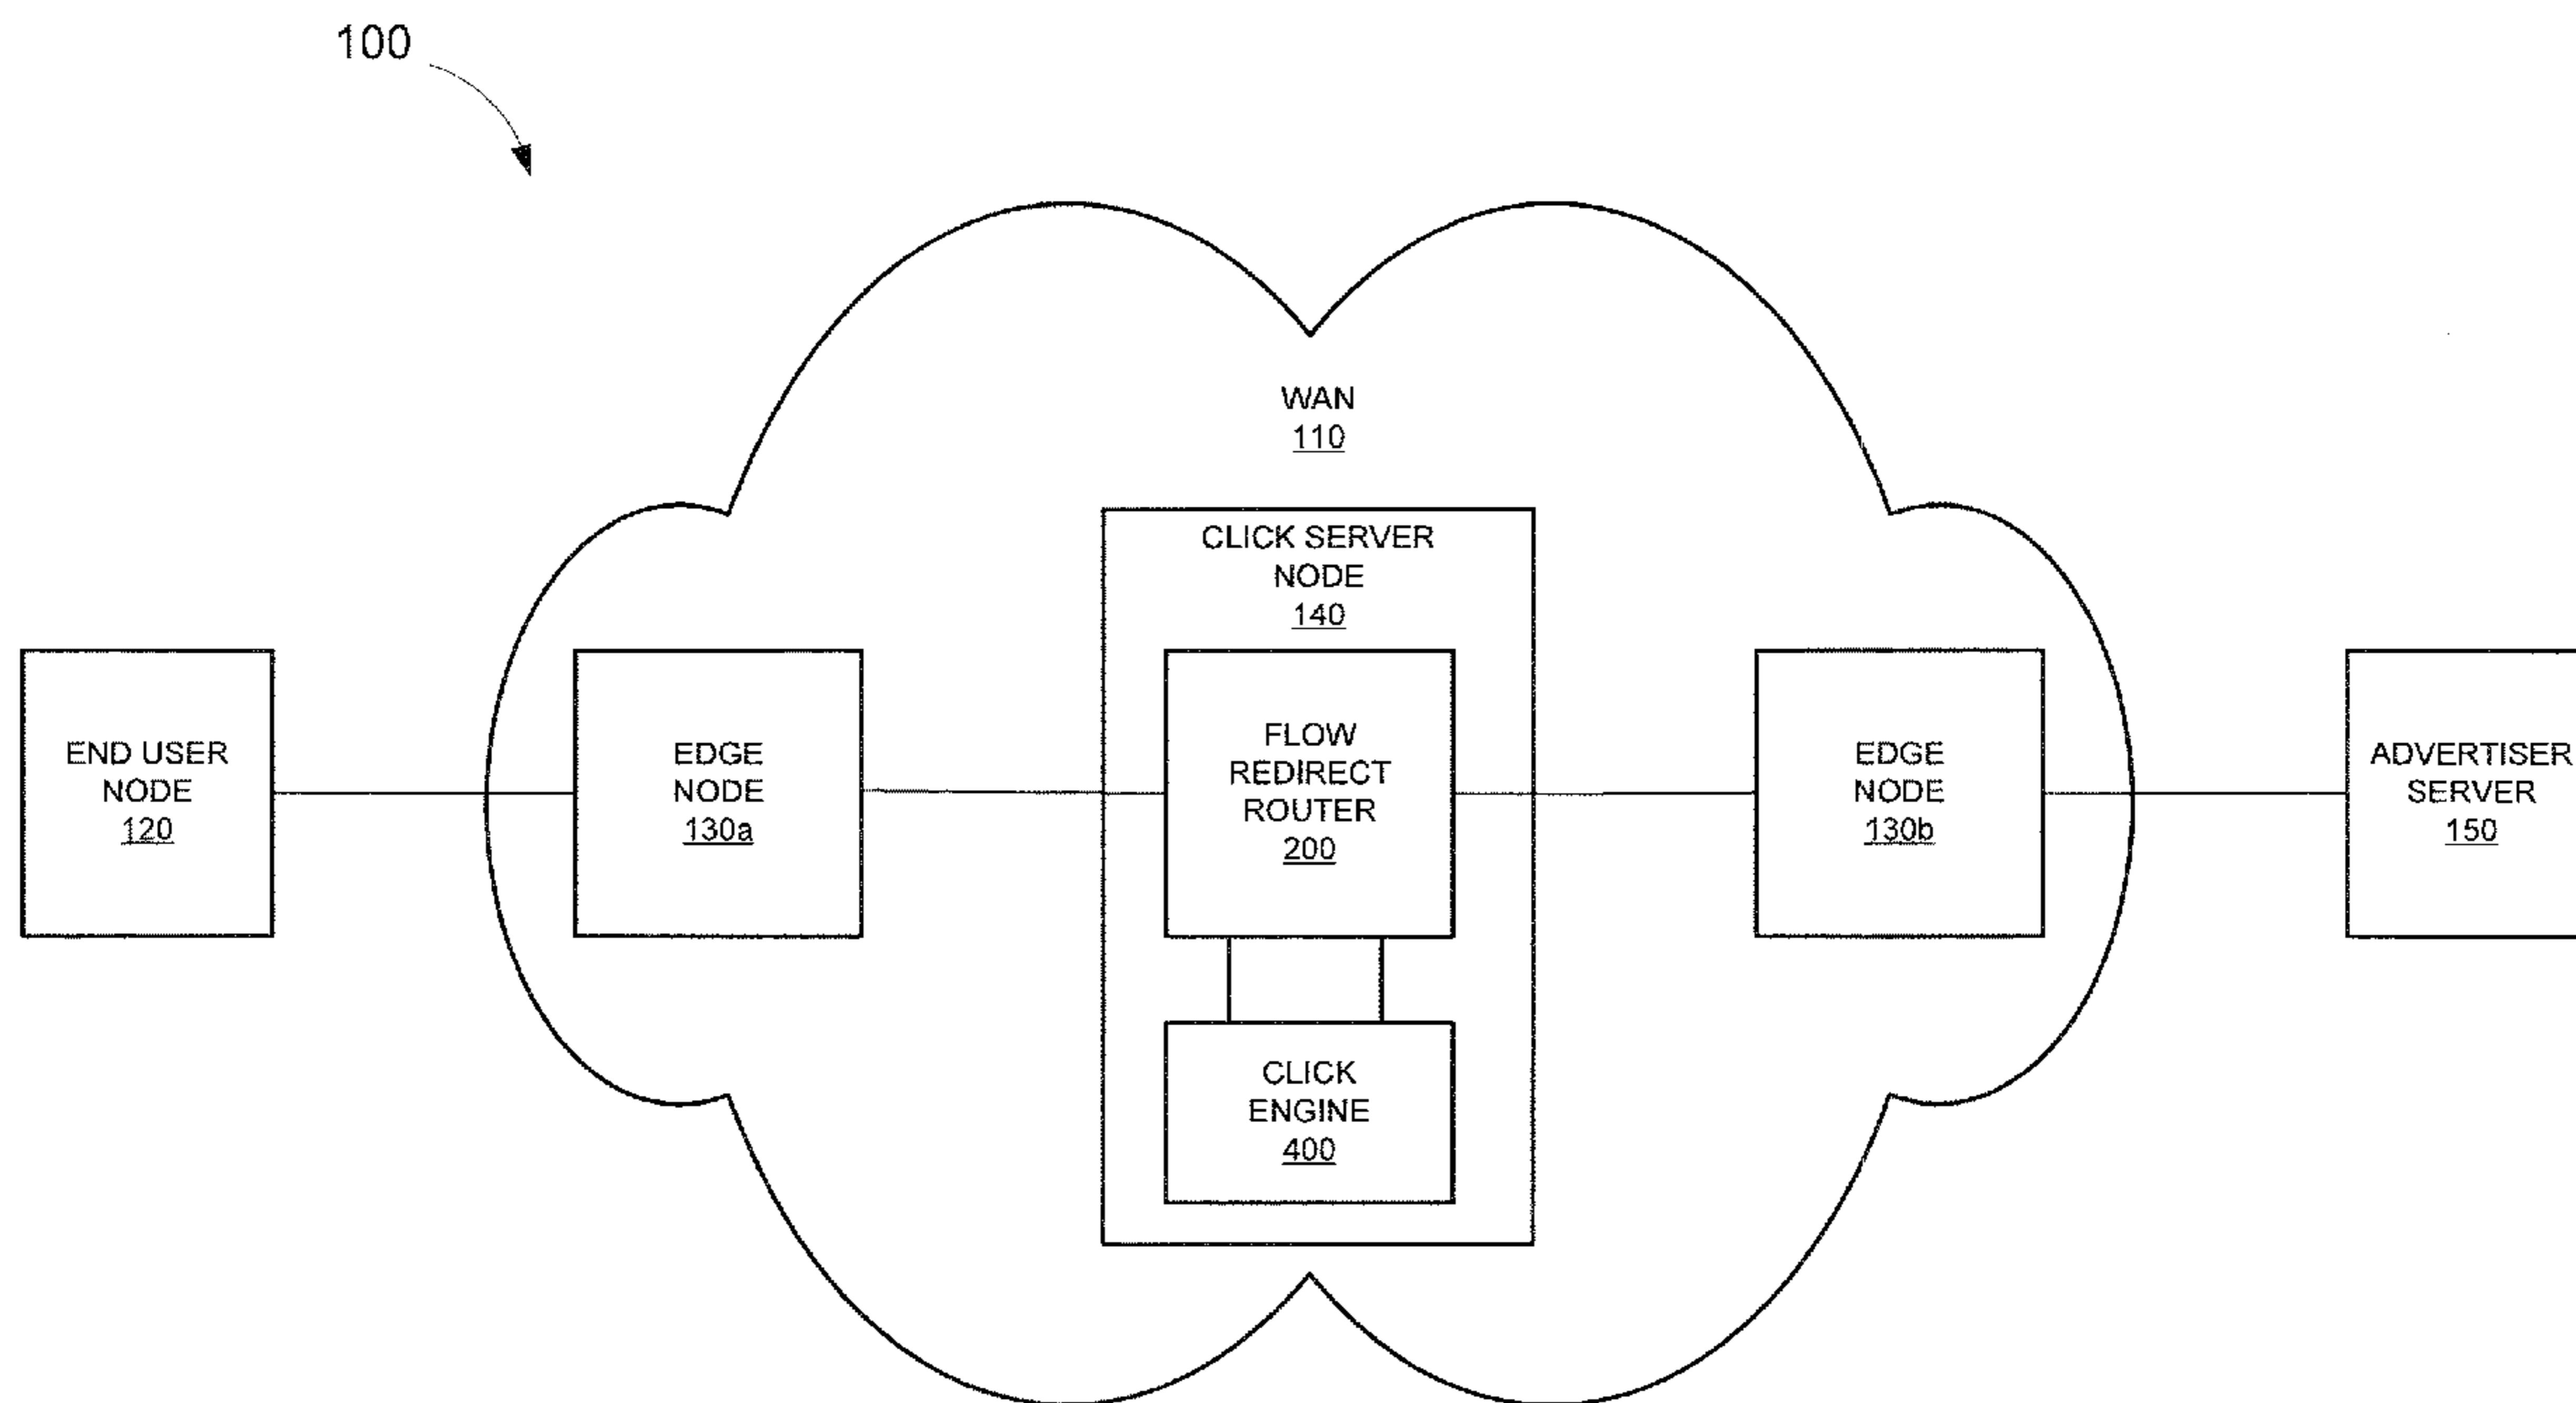 100
WAN
110
CLICK SERVER
NODE
140
END USER
NODE
120
EDGE
NODE
130a
FLOW
REDIRECT
ROUTER
200
EDGE
NODE
130b
ADVERTISER
SERVER
150
CLICK
ENGINE
400